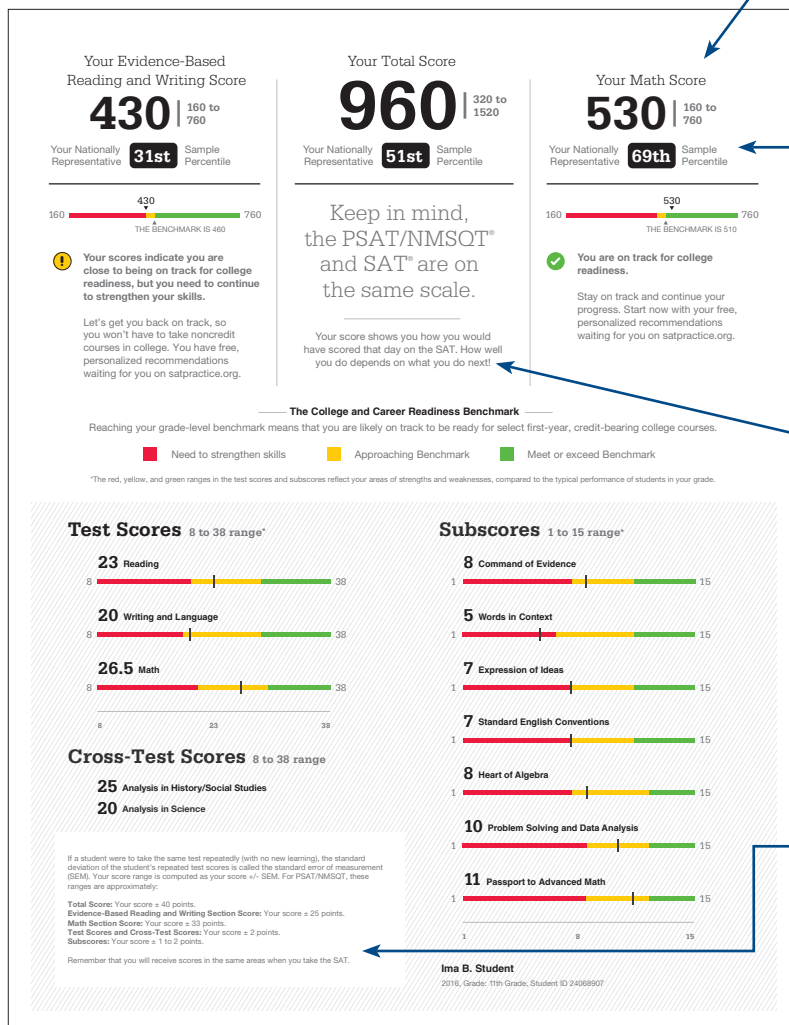 Your Evidence-Based
Reading and Writing Score
430 | 160 to
760
Your Nationally
Representative
31st
Sample
Percentile
160
430
760
THE BENCHMARK IS 460
Your scores indicate you are
close to being on track for college
readiness, but you need to continue
to strengthen your skills.
Let's get you back on track, so
you won't have to take noncredit
courses in college. You have free,
personalized recommendations
waiting for you on satpractice.org.
Your Total Score
960 | 320 to
1520
Your Nationally
Representative
51st
Sample
Percentile
Keep in mind,
the PSAT/NMSQT®
and SAT® are on
the same scale.
Your score shows you how you would
have scored that day on the SAT. How well
you do depends on what you do next!
Your Math Score
530 | 160 to
760
Your Nationally
Representative
69th
Sample
Percentile
160
530
760
THE BENCHMARK IS 510
You are on track for college
readiness.
Stay on track and continue your
progress. Start now with your free,
personalized recommendations
waiting for you on satpractice.org.
The College and Career Readiness Benchmark
Reaching your grade-level benchmark means that you are likely on track to be ready for select first-year, credit-bearing college courses.
Need to strengthen skills
Approaching Benchmark
Meet or exceed Benchmark
*The red, yellow, and green ranges in the test scores and subscores reflect your areas of strengths and weaknesses, compared to the typical performance of students in your grade.
Test Scores 8 to 38 range*
23 Reading
8 38
20 Writing and Language
8 38
26.5 Math
8 38
8 23 38
Cross-Test Scores 8 to 38 range
25 Analysis in History/Social Studies
20 Analysis in Science
If a student were to take the same test repeatedly (with no new learning), the standard
deviation of the student's repeated test scores is called the standard error of measurement
(SEM). Your score range is computed as your score +/- SEM. For PSAT/NMSQT, these
ranges are approximately:
Total Score: Your score ± 40 points.
Evidence-Based Reading and Writing Section Score: Your score ± 25 points.
Math Section Score: Your score ± 33 points.
Test Scores and Cross-Test Scores: Your score ± 2 points.
Subscores: Your score ± 1 to 2 points.
Remember that you will receive scores in the same areas when you take the SAT.
Subscores 1 to 15 range*
8 Command of Evidence
1 15
5 Words in Context
1 15
7 Expression of Ideas
1 15
7 Standard English Conventions
1 15
8 Heart of Algebra
1 15
10 Problem Solving and Data Analysis
1 15
11 Passport to Advanced Math
1 15
1 8 15
Ima B. Student
2016, Grade: 11th Grade, Student ID 24068907